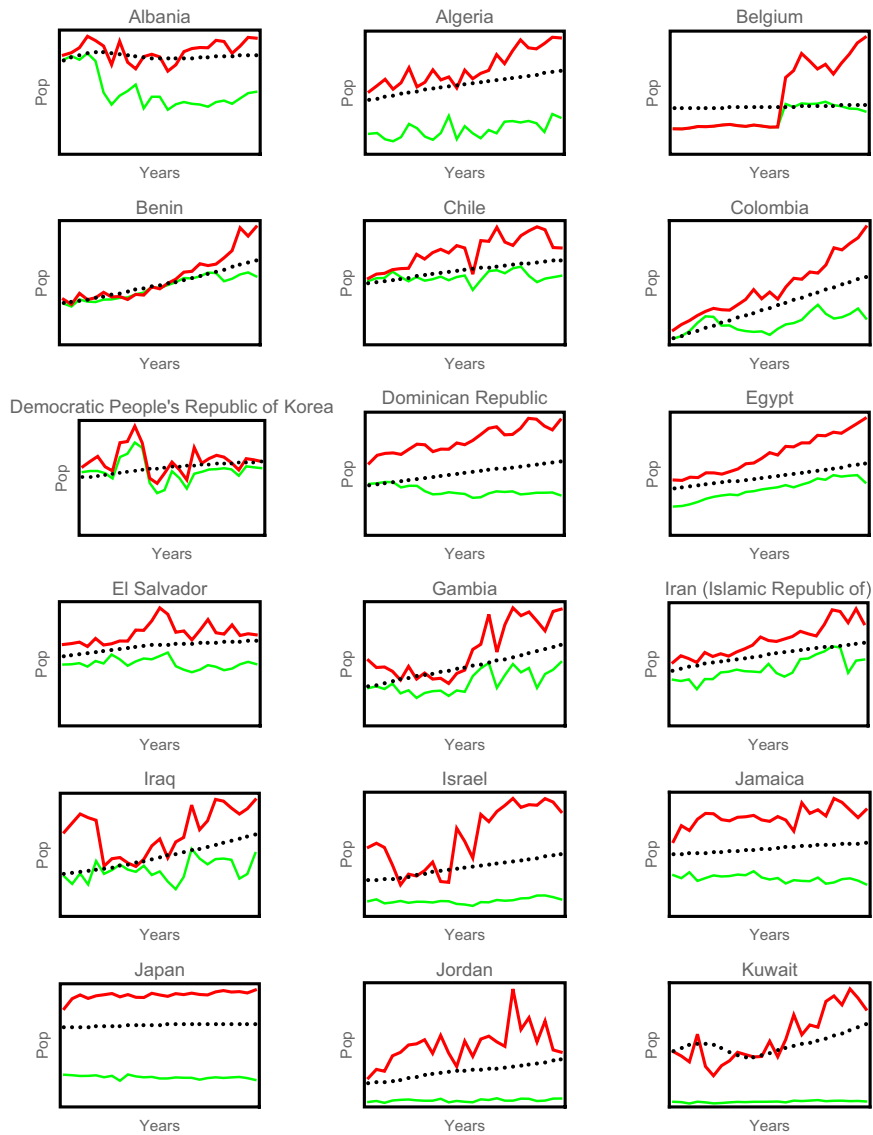 Albania
Algeria
Belgium
Pop
Pop
Pop
Years
Years
Years
Benin
Chile
Colombia
Pop
Pop
Pop
Years
Years
Years
Democratic People's Republic of Korea
Dominican Republic
Egypt
Pop
Pop
Pop
Years
Years
Years
El Salvador
Gambia
Iran (Islamic Republic of)
Pop
Pop
Pop
Years
Years
Years
Iraq
Israel
Jamaica
Pop
Pop
Pop
Years
Years
Years
Japan
Jordan
Kuwait
Pop
Pop
Pop
Years
Years
Years